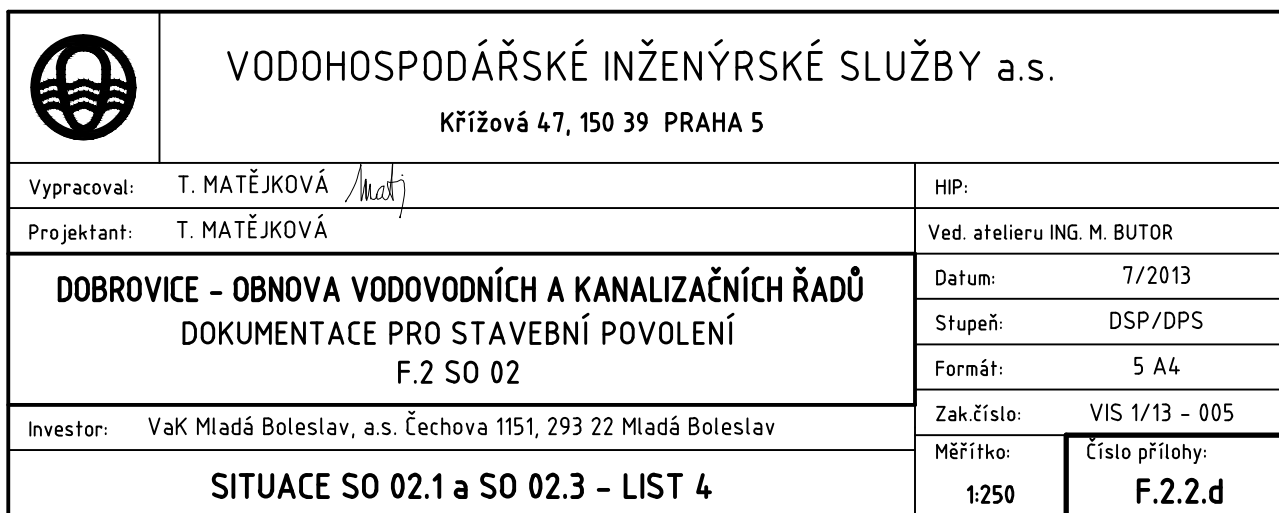 VODOHOSPODÁŘSKÉ INŽENÝRSKÉ SLUŽBY a.s.
Křížová 47, 150 39 PRAHA 5
Vypracoval: T. MATĚJKOVÁ Matj
HIP:
Projektant: T. MATĚJKOVÁ
Ved. atelieru ING. M. BUTOR
DOBROVICE - OBNOVA VODOVODNÍCH A KANALIZAČNÍCH ŘADŮ
DOKUMENTACE PRO STAVEBNÍ POVOLENÍ
F.2 SO 02
Datum: 7/2013
Stupeň: DSP/DPS
Formát: 5 A4
Zak.číslo: VIS 1/13 - 005
Investor: VaK Mladá Boleslav, a.s. Čechova 1151, 293 22 Mladá Boleslav
SITUACE SO 02.1 a SO 02.3 - LIST 4
Měřítko:
1:250
Číslo přílohy:
F.2.2.d